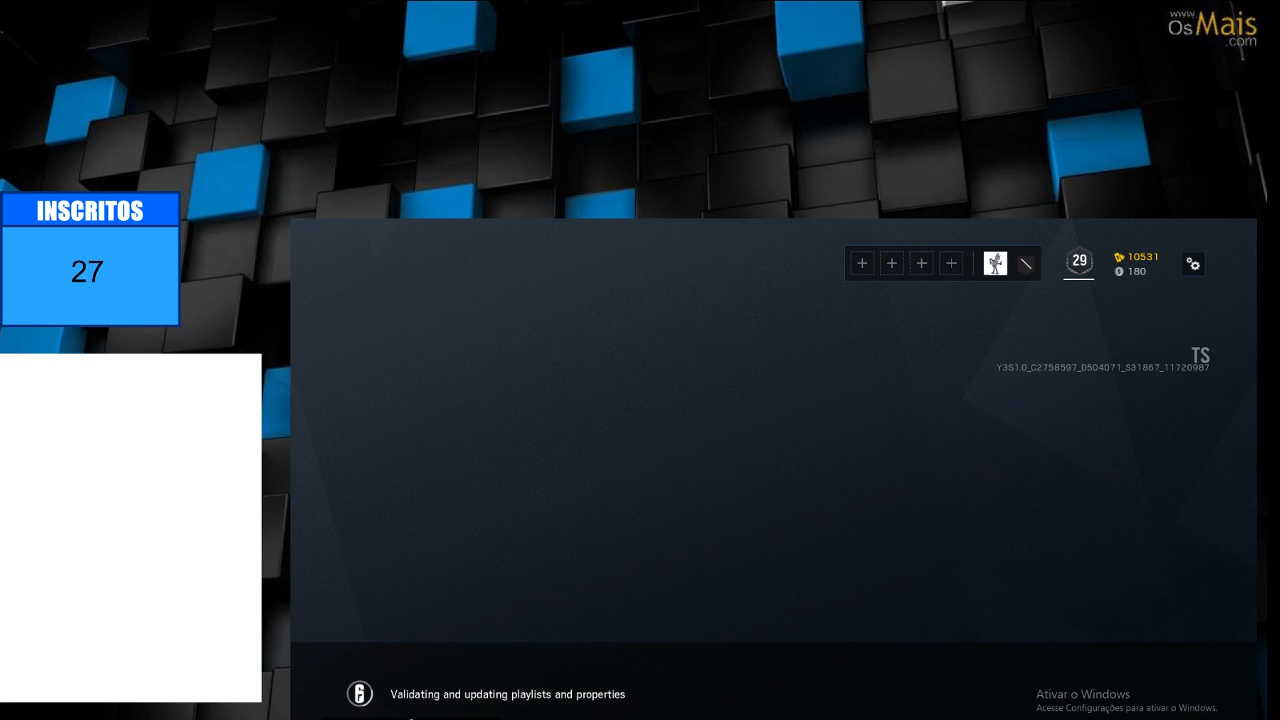 www
OsMais
.com
INSCRITOS
27
29
10531
180
TS
Y3S1.0_C2758597_D504071_S31867_11720987
Validating and updating playlists and properties
Ativar o Windows
Acesse Configurações para ativar o Windows.